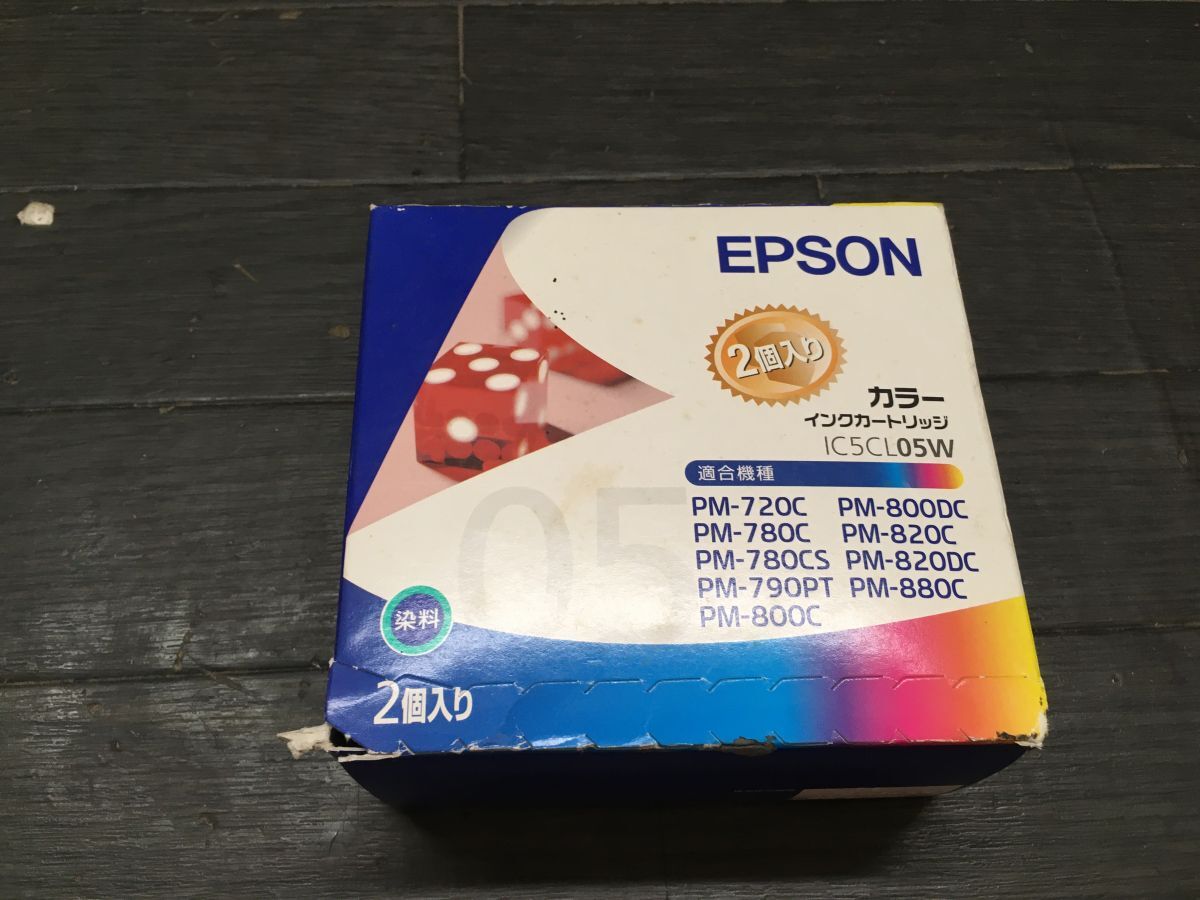 EPSON
2個入り
カラー
インクカートリッジ
IC5CL05W
適合機種
PM-720C PM-800DC
PM-780C PM-820C
PM-780CS PM-820DC
PM-790PT PM-880C
PM-800C
05
染料
2個入り